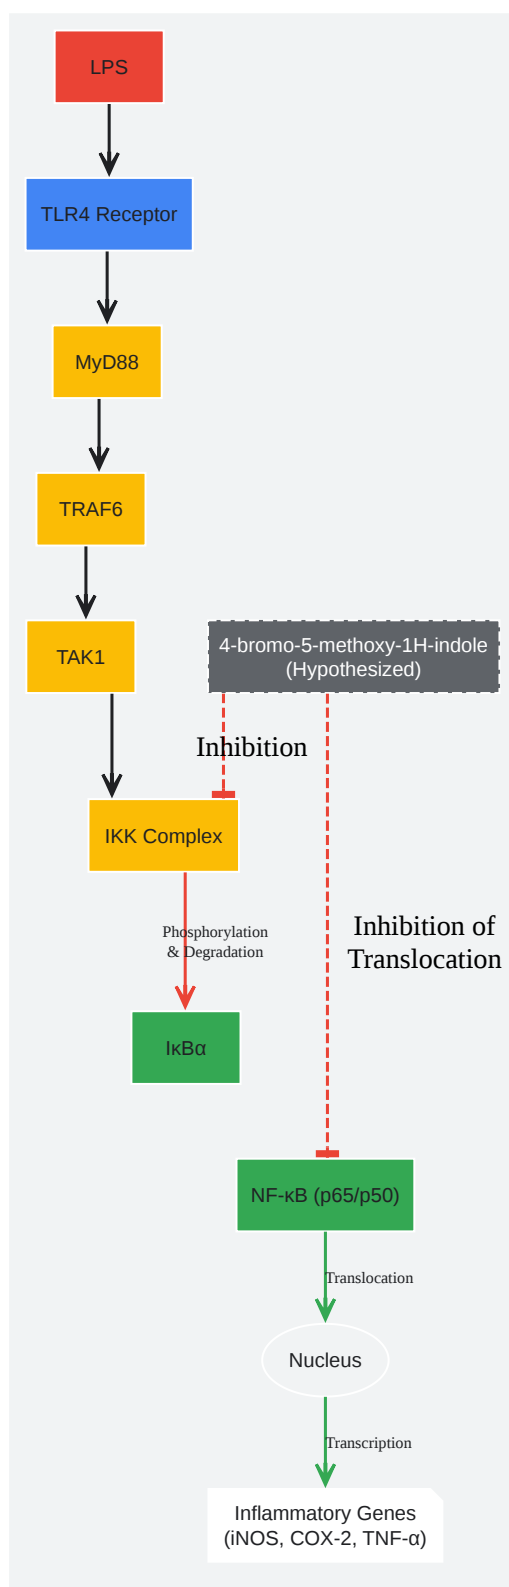 LPS
TLR4 Receptor
MyD88
TRAF6
TAK1
4-bromo-5-methoxy-1H-indole
(Hypothesized)
Inhibition
IKK Complex
Phosphorylation
& Degradation
Inhibition of
Translocation
IκBα
NF-κB (p65/p50)
Translocation
Nucleus
Transcription
Inflammatory Genes
(iNOS, COX-2, TNF-α)